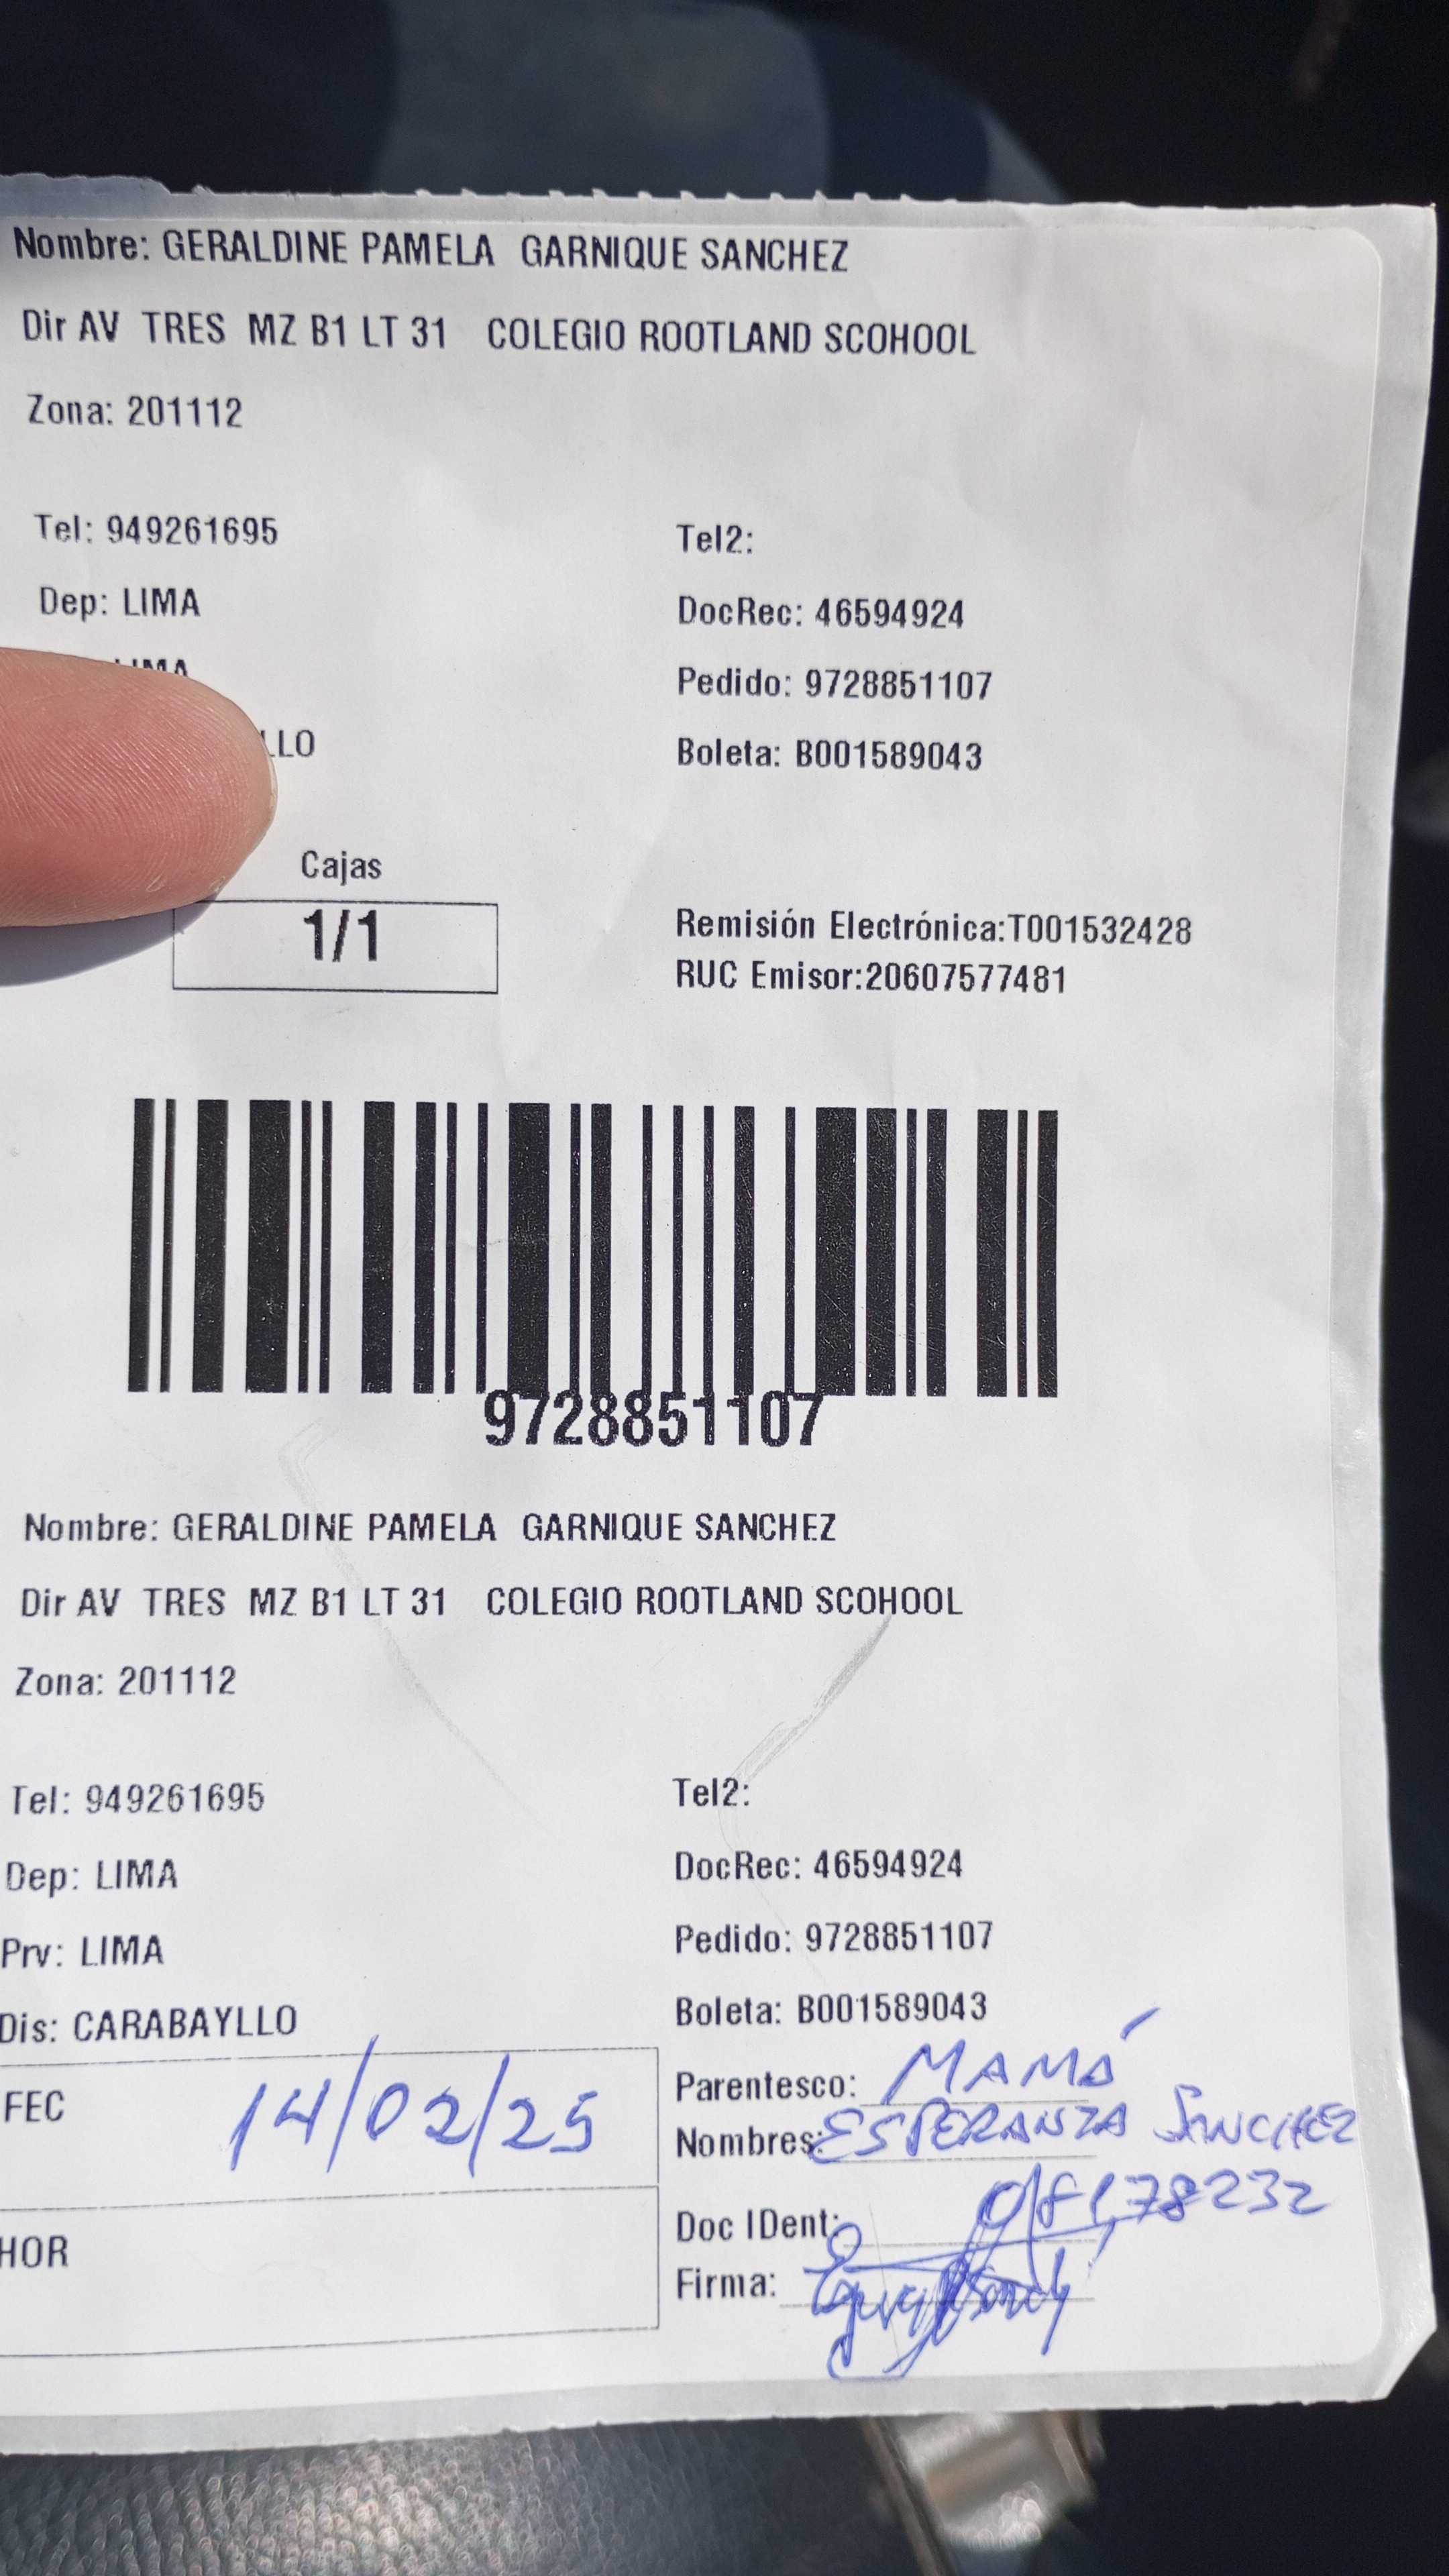 Nombre: GERALDINE PAMELA GARNIQUE SANCHEZ
Dir AV TRES MZ B1 LT 31 COLEGIO ROOTLAND SCOHOOL
Zona: 201112
Tel: 949261695 Tel2:
Dep: LIMA DocRec: 46594924
LIMA Pedido: 9728851107
LLO Boleta: B001589043
Cajas
1/1 Remisión Electrónica:T001532428
RUC Emisor:20607577481
9728851107
Nombre: GERALDINE PAMELA GARNIQUE SANCHEZ
Dir AV TRES MZ B1 LT 31 COLEGIO ROOTLAND SCOHOOL
Zona: 201112
Tel: 949261695 Tel2:
Dep: LIMA DocRec: 46594924
Prv: LIMA Pedido: 9728851107
Dis: CARABAYLLO Boleta: B001589043
FEC 14/02/25 Parentesco: MAMÁ
Nombres: ESPERANZA SANCHEZ
HOR Doc IDent: 08178232
Firma: